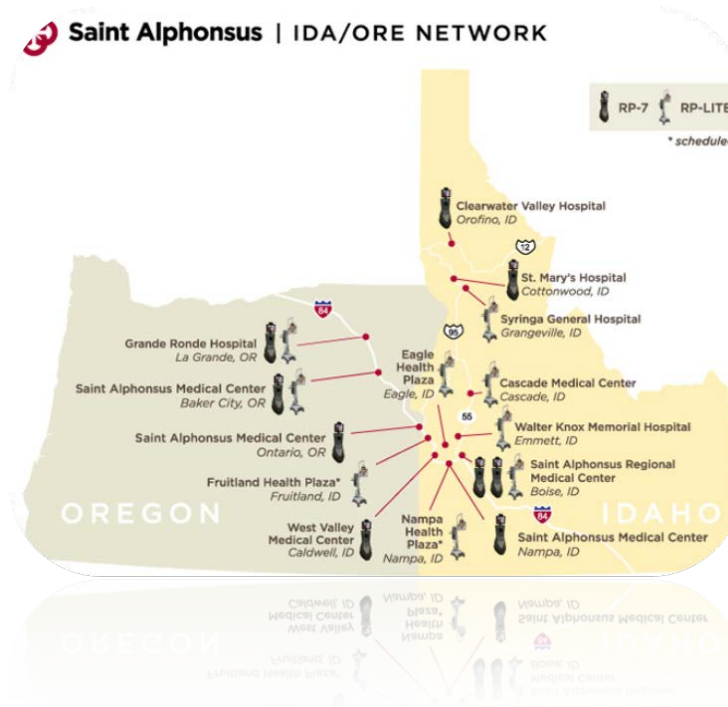 Saint Alphonsus | IDA/ORE NETWORK
RP-7 RP-LITE
* scheduled
Clearwater Valley Hospital
Orofino, ID
12
St. Mary's Hospital
Cottonwood, ID
84
Syringa General Hospital
Grangeville, ID
95
Grande Ronde Hospital
La Grande, OR
Eagle
Health
Plaza
Eagle, ID
Saint Alphonsus Medical Center
Baker City, OR
Cascade Medical Center
Cascade, ID
55
Walter Knox Memorial Hospital
Emmett, ID
Saint Alphonsus Medical Center
Ontario, OR
Saint Alphonsus Regional
Medical Center
Boise, ID
Fruitland Health Plaza*
Fruitland, ID
OREGON
84
IDAHO
West Valley
Medical Center
Caldwell, ID
Nampa
Health
Plaza*
Nampa, ID
Saint Alphonsus Medical Center
Nampa, ID